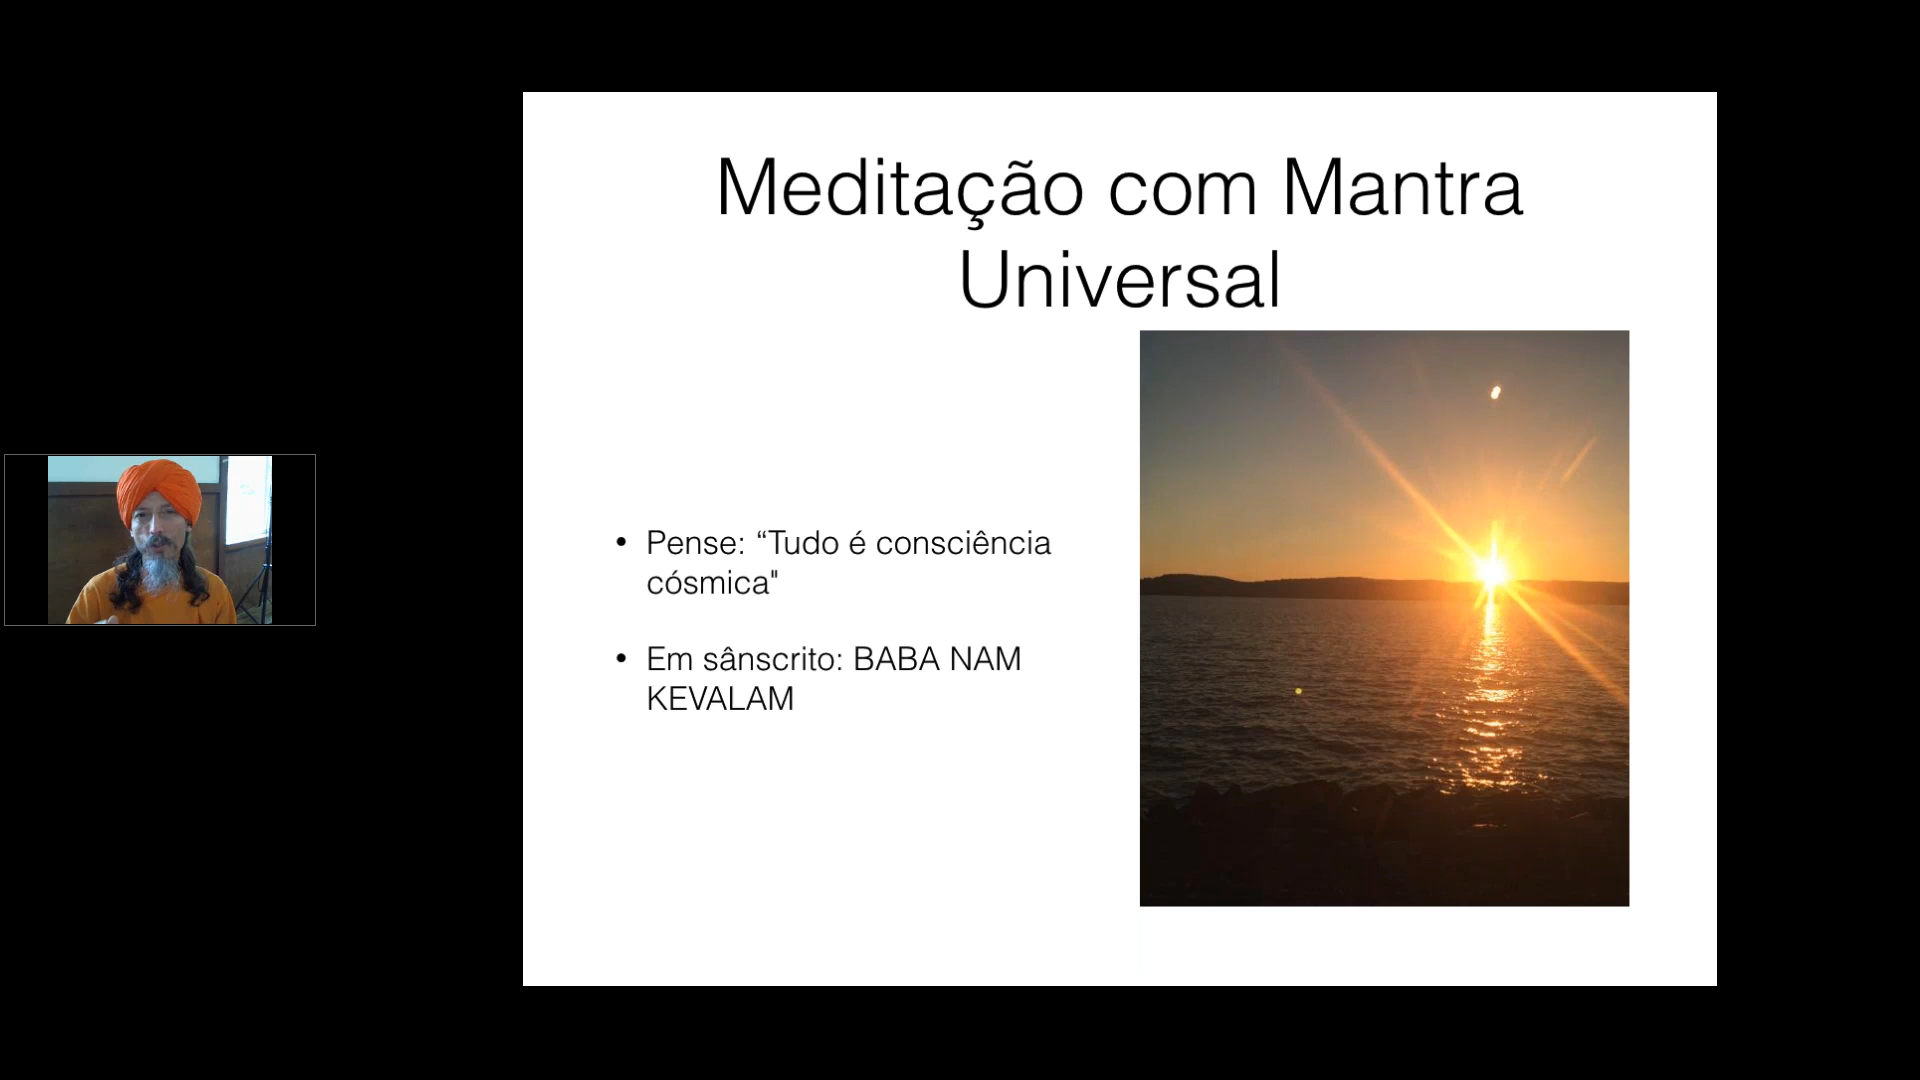 Meditação com Mantra
Universal
• Pense: “Tudo é consciência
cósmica"
• Em sânscrito: BABA NAM
KEVALAM